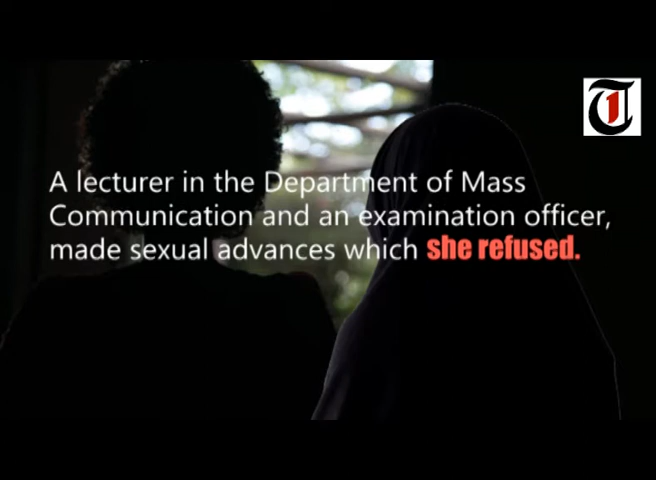 A lecturer in the Department of Mass
Communication and an examination officer,
made sexual advances which she refused.